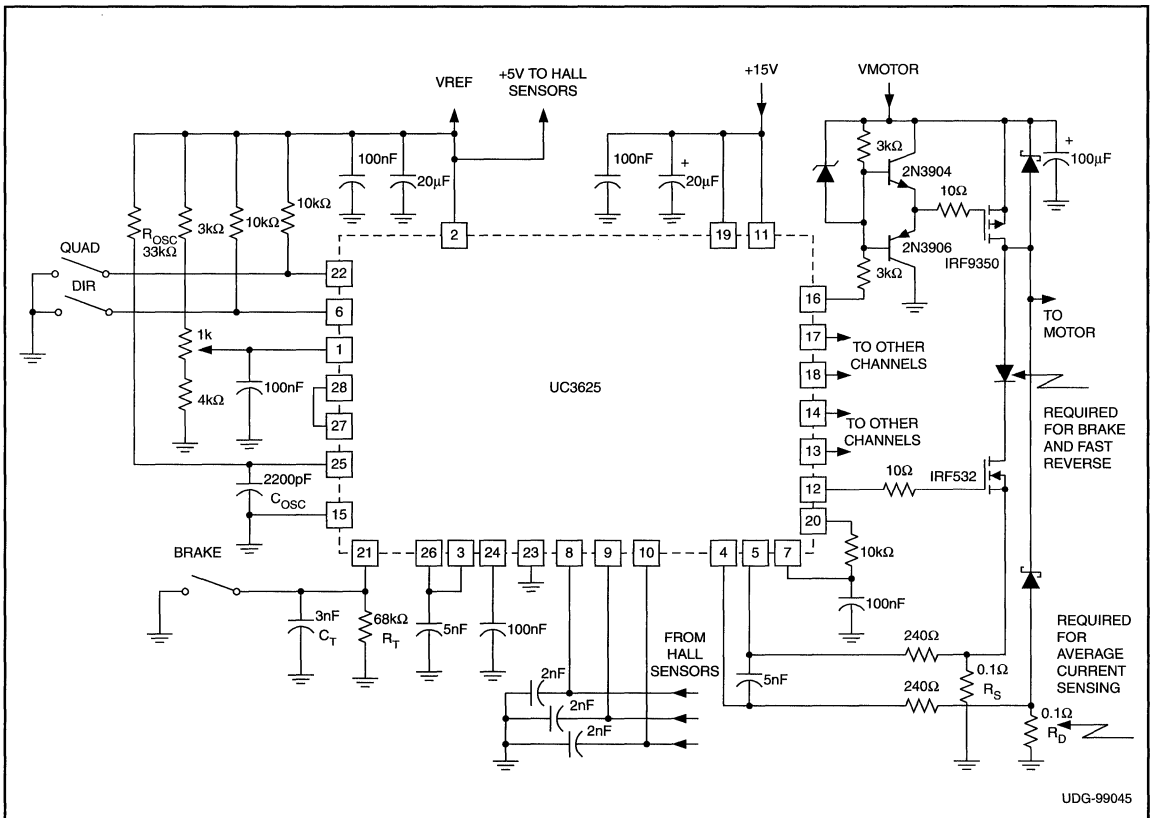 VREF
+5V TO HALL
SENSORS
+15V
VMOTOR
100nF
20µF
100nF
+
20µF
3kΩ
2N3904
10Ω
+
100µF
ROSC
33kΩ
3kΩ
10kΩ
10kΩ
2
19
11
2N3906
IRF9350
3kΩ
QUAD
22
DIR
6
16
TO
MOTOR
1k
1
17
TO OTHER
CHANNELS
18
100nF
28
UC3625
4kΩ
27
14
TO OTHER
CHANNELS
13
REQUIRED
FOR BRAKE
AND FAST
REVERSE
25
10Ω
IRF532
2200pF
COSC
12
15
20
BRAKE
21
26
3
24
23
8
9
10
4
5
7
10kΩ
3nF
CT
68kΩ
RT
5nF
100nF
100nF
FROM
HALL
SENSORS
240Ω
REQUIRED
FOR
AVERAGE
CURRENT
SENSING
2nF
5nF
0.1Ω
RS
2nF
240Ω
2nF
0.1Ω
RD
UDG-99045